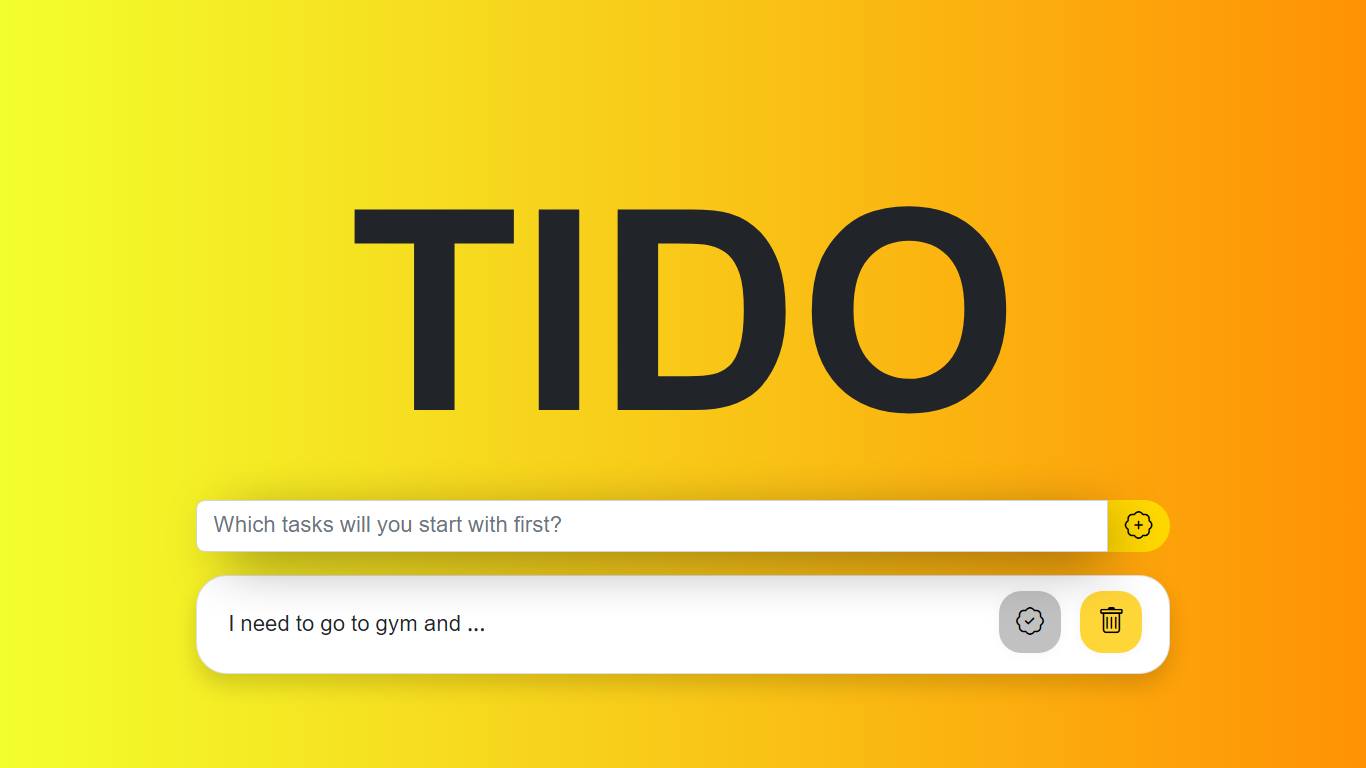 TIDO
Which tasks will you start with first?
I need to go to gym and ...